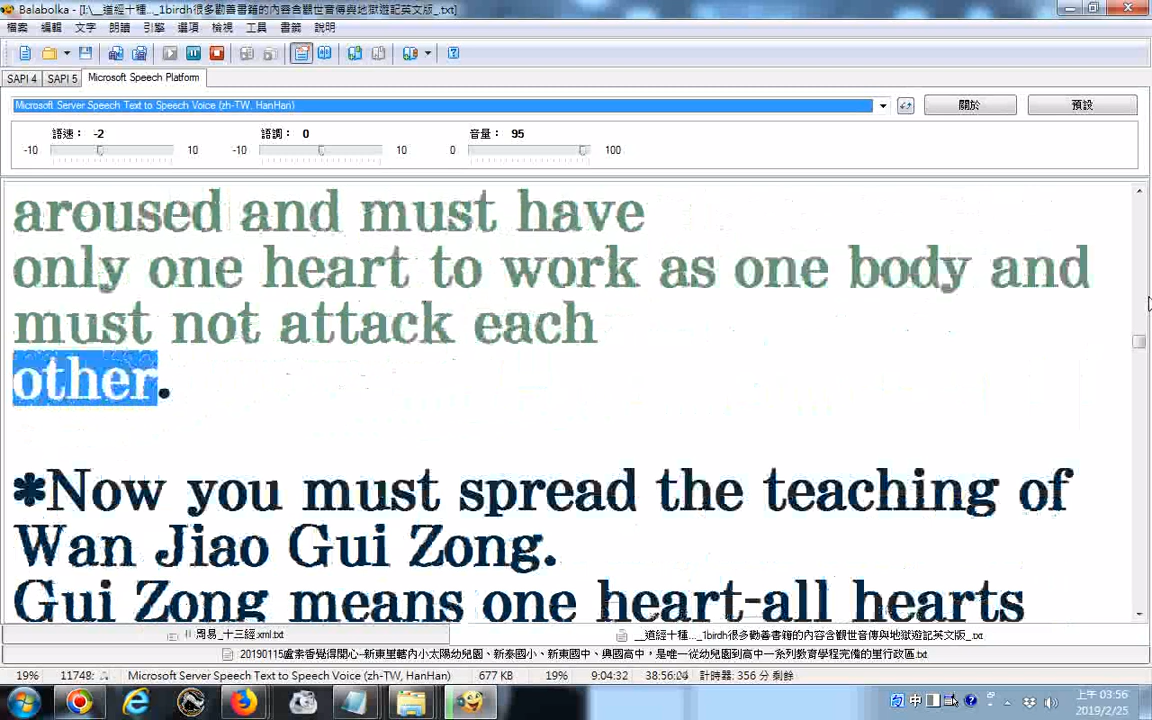 Balabolka - [I:\__道經十種..._1birdh很多勸善書籍的內容含觀世音傳與地獄遊記英文版_.txt]
檔案 編輯 文字 朗讀 引擎 選項 檢視 工具 書籤 說明
SAPI 4 SAPI 5 Microsoft Speech Platform
Microsoft Server Speech Text to Speech Voice (zh-TW, HanHan)
關於 預設
語速： -2 語調： 0 音量： 95
-10 10 -10 10 0 100
aroused and must have
only one heart to work as one body and
must not attack each
other.
*Now you must spread the teaching of
Wan Jiao Gui Zong.
Gui Zong means one heart-all hearts
周易_十三經.xml.txt __道經十種..._1birdh很多勸善書籍的內容含觀世音傳與地獄遊記英文版_.txt
20190115盧素香覺得開心-新東里轄內小太陽幼兒園、新泰國小、新東國中、興國高中，是唯一從幼兒園到高中一系列教育學程完備的里行政區.txt
19% 11748: Microsoft Server Speech Text to Speech Voice (zh-TW, HanHan) 677 KB 19% 9:04:32 38:56:04 計時器： 356 分 剩餘
中 上午 03:56
2019/2/25